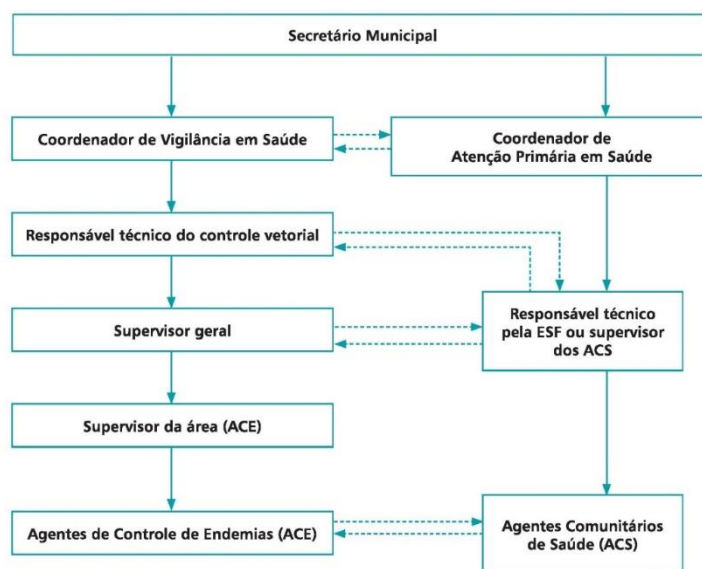 Secretário Municipal
Coordenador de Vigilância em Saúde
Coordenador de
Atenção Primária em Saúde
Responsável técnico do controle vetorial
Supervisor geral
Responsável técnico
pela ESF ou supervisor
dos ACS
Supervisor da área (ACE)
Agentes de Controle de Endemias (ACE)
Agentes Comunitários
de Saúde (ACS)